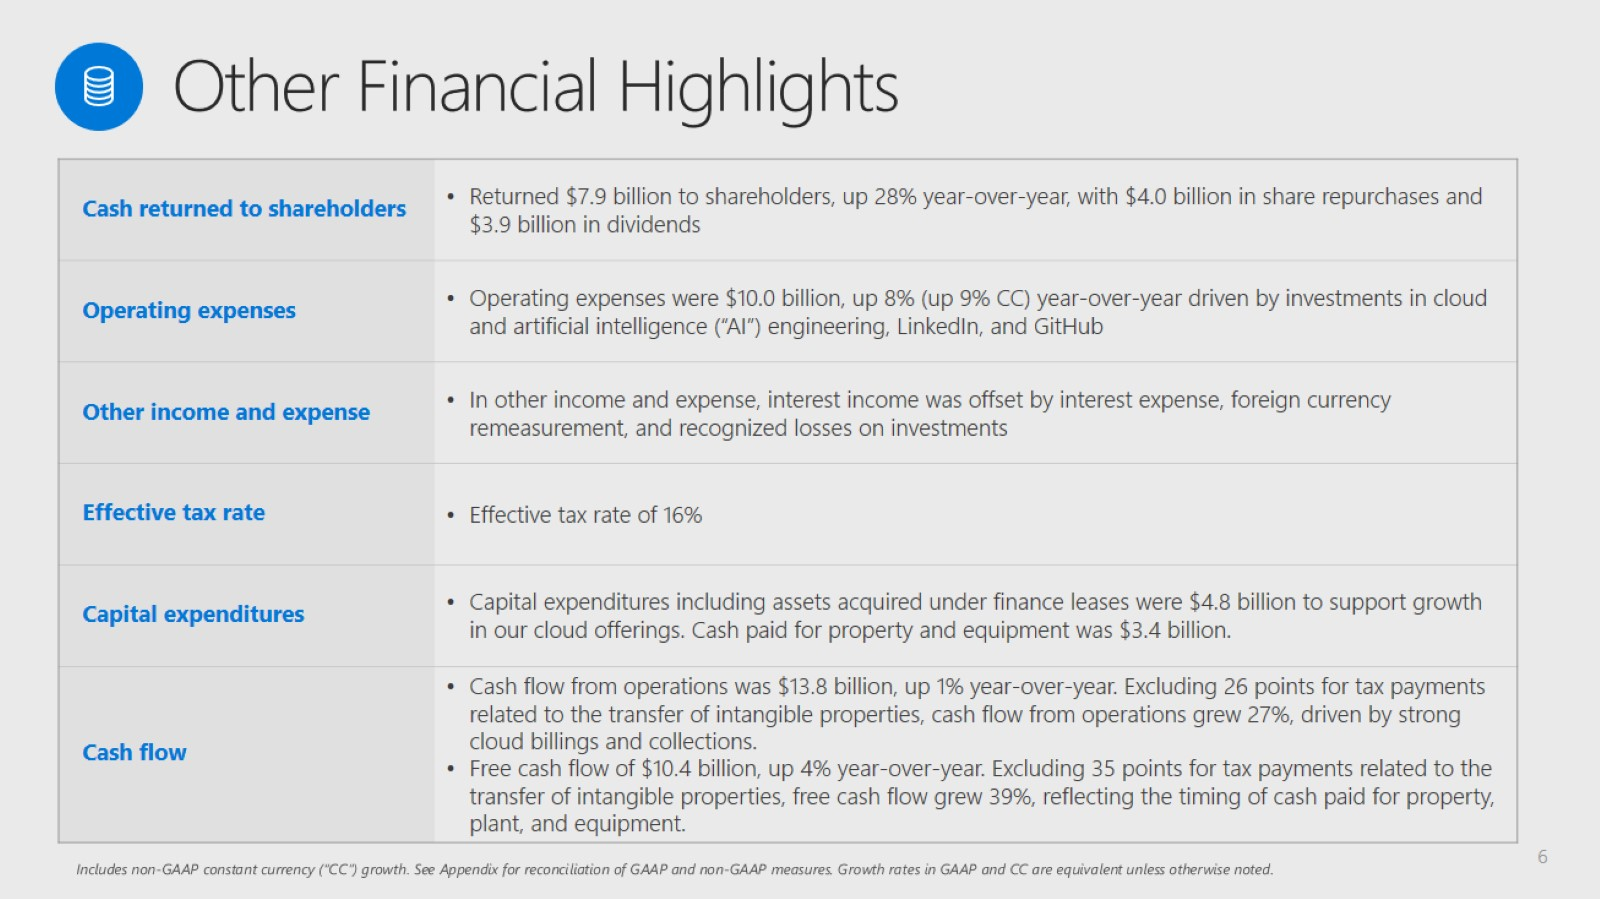 Other Financial Highlights
Cash returned to shareholders
• Returned $7.9 billion to shareholders, up 28% year-over-year, with $4.0 billion in share repurchases and
$3.9 billion in dividends
Operating expenses
• Operating expenses were $10.0 billion, up 8% (up 9% CC) year-over-year driven by investments in cloud
and artificial intelligence (“AI”) engineering, LinkedIn, and GitHub
Other income and expense
• In other income and expense, interest income was offset by interest expense, foreign currency
remeasurement, and recognized losses on investments
Effective tax rate
• Effective tax rate of 16%
Capital expenditures
• Capital expenditures including assets acquired under finance leases were $4.8 billion to support growth
in our cloud offerings. Cash paid for property and equipment was $3.4 billion.
Cash flow
• Cash flow from operations was $13.8 billion, up 1% year-over-year. Excluding 26 points for tax payments
related to the transfer of intangible properties, cash flow from operations grew 27%, driven by strong
cloud billings and collections.
• Free cash flow of $10.4 billion, up 4% year-over-year. Excluding 35 points for tax payments related to the
transfer of intangible properties, free cash flow grew 39%, reflecting the timing of cash paid for property,
plant, and equipment.
Includes non-GAAP constant currency (“CC”) growth. See Appendix for reconciliation of GAAP and non-GAAP measures. Growth rates in GAAP and CC are equivalent unless otherwise noted.
6